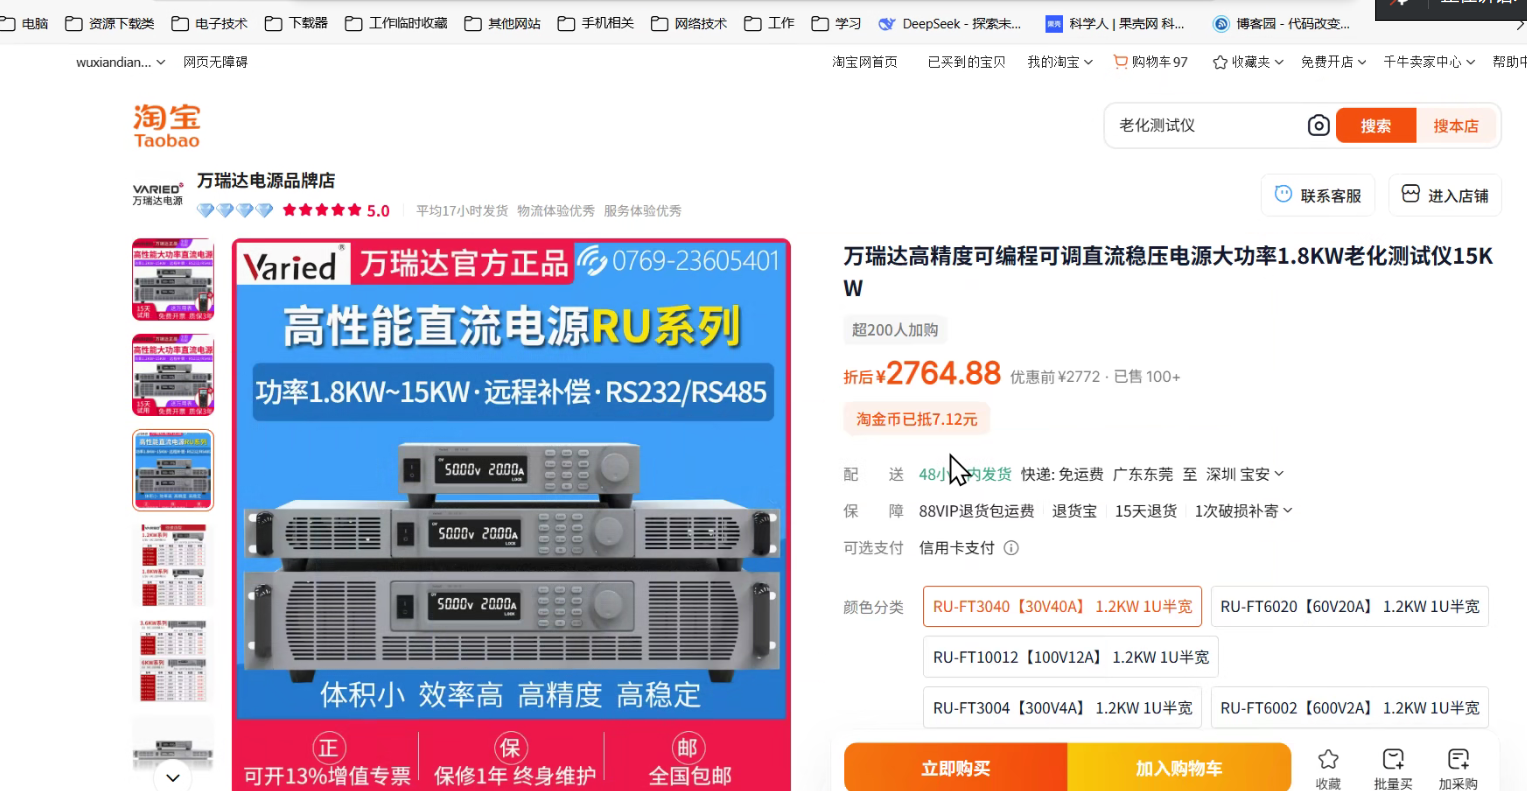 电脑 资源下载类 电子技术 下载器 工作临时收藏 其他网站 手机相关 网络技术 工作 学习 DeepSeek - 探索未... 科学人 | 果壳网 科... 博客园 - 代码改变...
wuxiandian... 网页无障碍 淘宝网首页 已买到的宝贝 我的淘宝 购物车97 收藏夹 免费开店 千牛卖家中心 帮助中
淘宝
Taobao
老化测试仪 搜索 搜本店
VARIED
万瑞达电源
万瑞达电源品牌店
5.0 平均17小时发货 物流体验优秀 服务体验优秀
联系客服 进入店铺
Varied® 万瑞达官方正品 0769-23605401
高性能直流电源RU系列
功率1.8KW~15KW·远程补偿·RS232/RS485
50.00v 20.00A
50.00v 20.00A
50.00v 20.00A
体积小 效率高 高精度 高稳定
正 保 邮
可开13%增值专票 保修1年 终身维护 全国包邮
万瑞达高精度可编程可调直流稳压电源大功率1.8KW老化测试仪15K
W
超200人加购
折后¥2764.88 优惠前¥2772 · 已售 100+
淘金币已抵7.12元
配 送 48小 内发货 快递: 免运费 广东东莞 至 深圳 宝安
保 障 88VIP退货包运费 退货宝 15天退货 1次破损补寄
可选支付 信用卡支付
颜色分类 RU-FT3040【30V40A】 1.2KW 1U半宽 RU-FT6020【60V20A】 1.2KW 1U半宽
RU-FT10012【100V12A】 1.2KW 1U半宽
RU-FT3004【300V4A】 1.2KW 1U半宽 RU-FT6002【600V2A】 1.2KW 1U半宽
立即购买 加入购物车 收藏 批量买 加采购